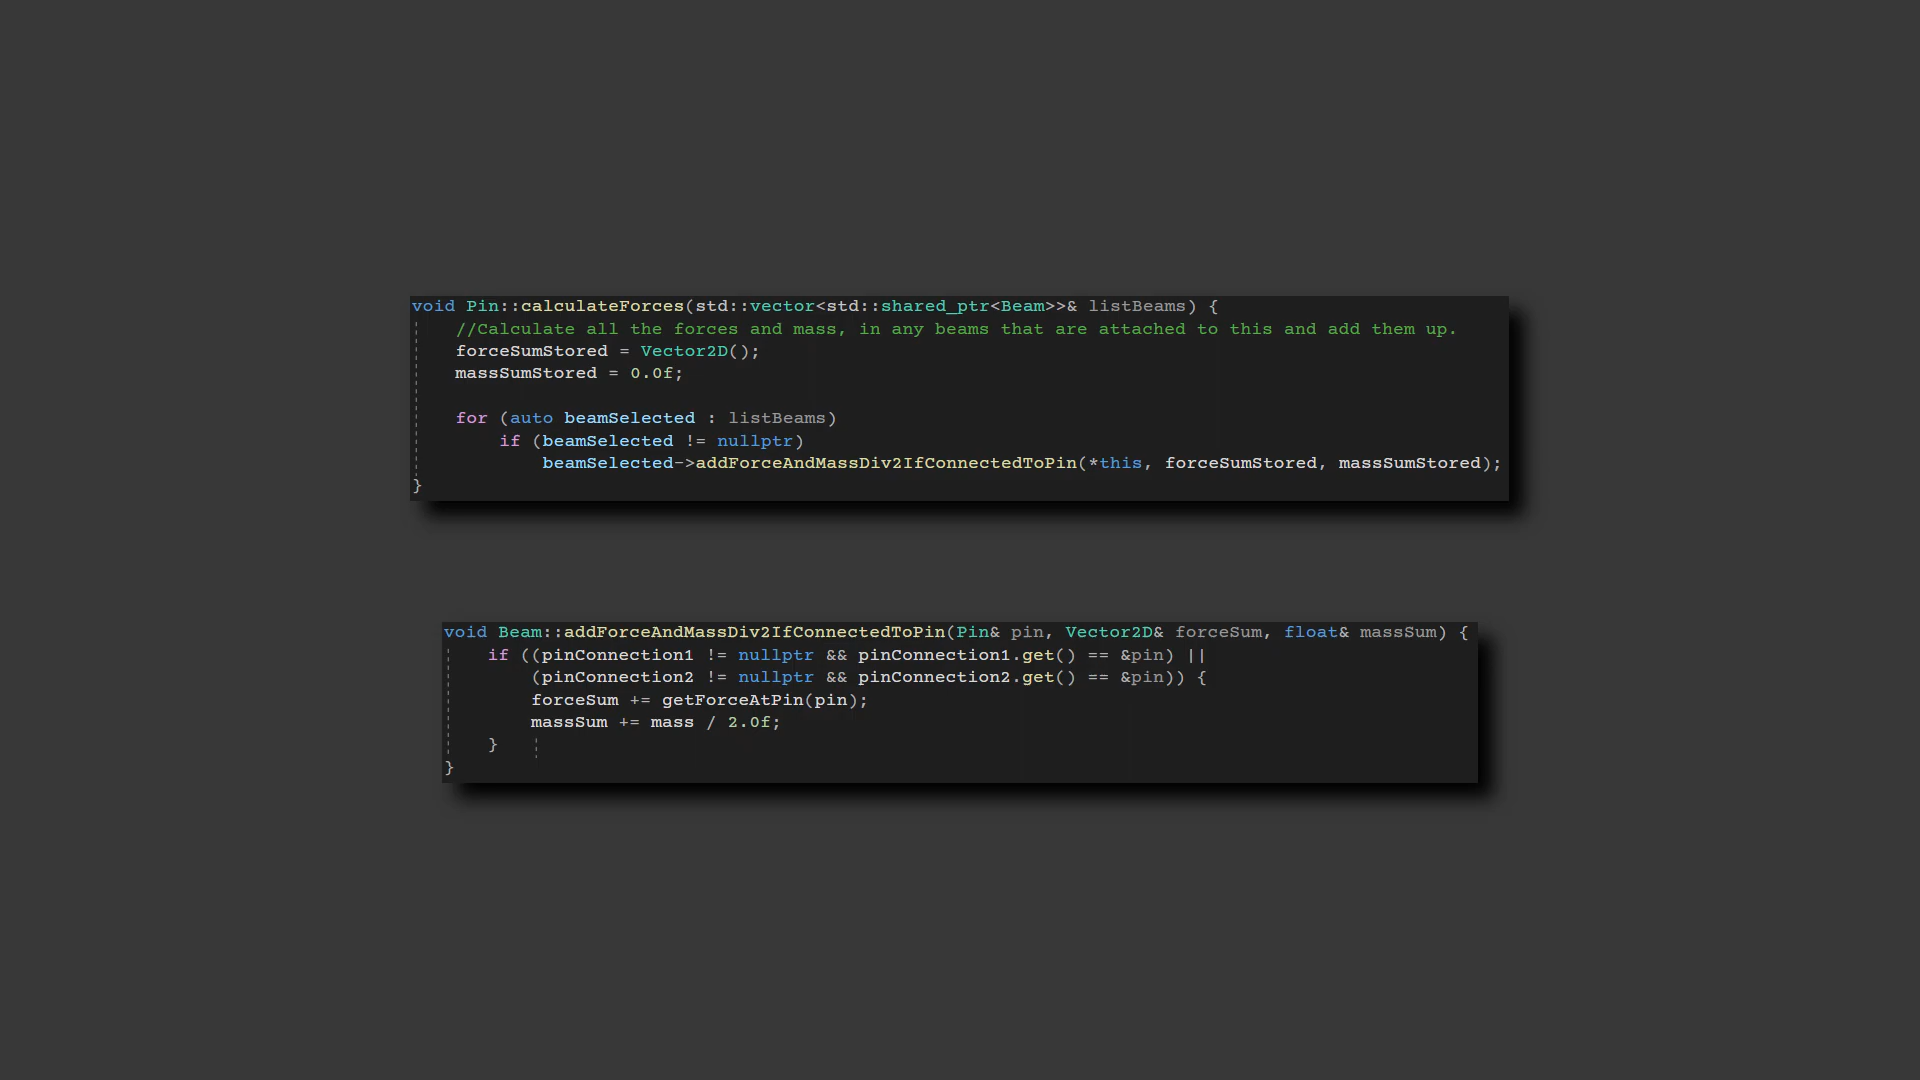 void Pin::calculateForces(std::vector<std::shared_ptr<Beam>>& listBeams) {
//Calculate all the forces and mass, in any beams that are attached to this and add them up.
forceSumStored = Vector2D();
massSumStored = 0.0f;
for (auto beamSelected : listBeams)
if (beamSelected != nullptr)
beamSelected->addForceAndMassDiv2IfConnectedToPin(*this, forceSumStored, massSumStored);
}
void Beam::addForceAndMassDiv2IfConnectedToPin(Pin& pin, Vector2D& forceSum, float& massSum) {
if ((pinConnection1 != nullptr && pinConnection1.get() == &pin) ||
(pinConnection2 != nullptr && pinConnection2.get() == &pin)) {
forceSum += getForceAtPin(pin);
massSum += mass / 2.0f;
}
}